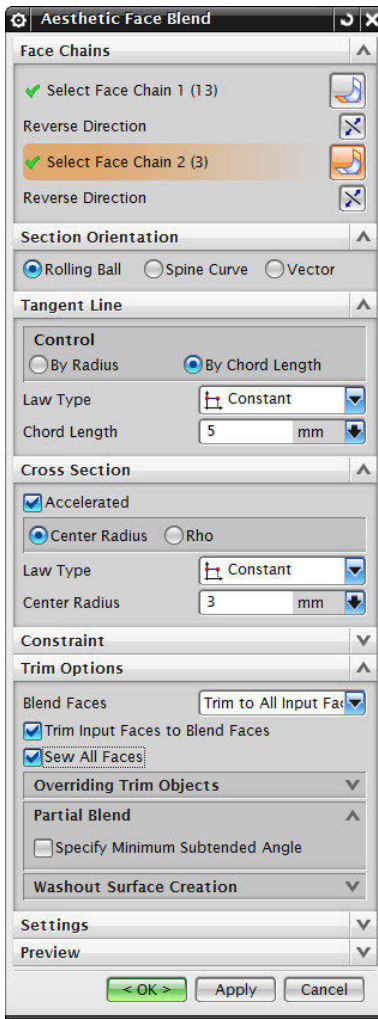 Aesthetic Face Blend
Face Chains
Select Face Chain 1 (13)
Reverse Direction
Select Face Chain 2 (3)
Reverse Direction
Section Orientation
Rolling Ball Spine Curve Vector
Tangent Line
Control
By Radius By Chord Length
Law Type Constant
Chord Length 5 mm
Cross Section
Accelerated
Center Radius Rho
Law Type Constant
Center Radius 3 mm
Constraint
Trim Options
Blend Faces Trim to All Input Fac
Trim Input Faces to Blend Faces
Sew All Faces
Overriding Trim Objects
Partial Blend
Specify Minimum Subtended Angle
Washout Surface Creation
Settings
Preview
< OK > Apply Cancel